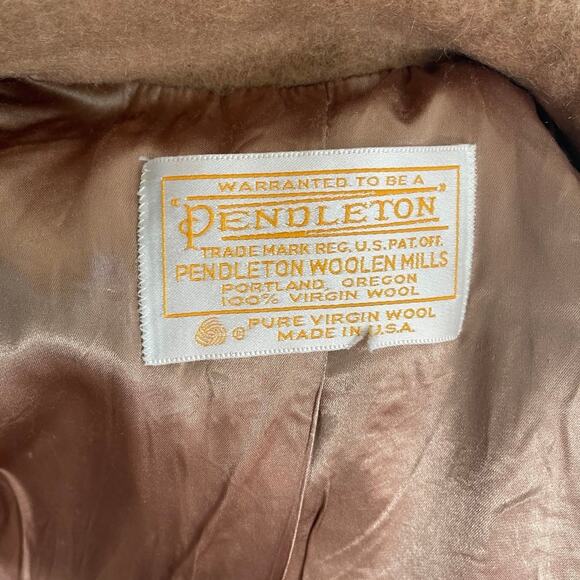 WARRANTED TO BE A
"PENDLETON"
TRADE MARK REG. U.S. PAT. OFF.
PENDLETON WOOLEN MILLS
PORTLAND, OREGON
100% VIRGIN WOOL
® PURE VIRGIN WOOL
MADE IN U.S.A.